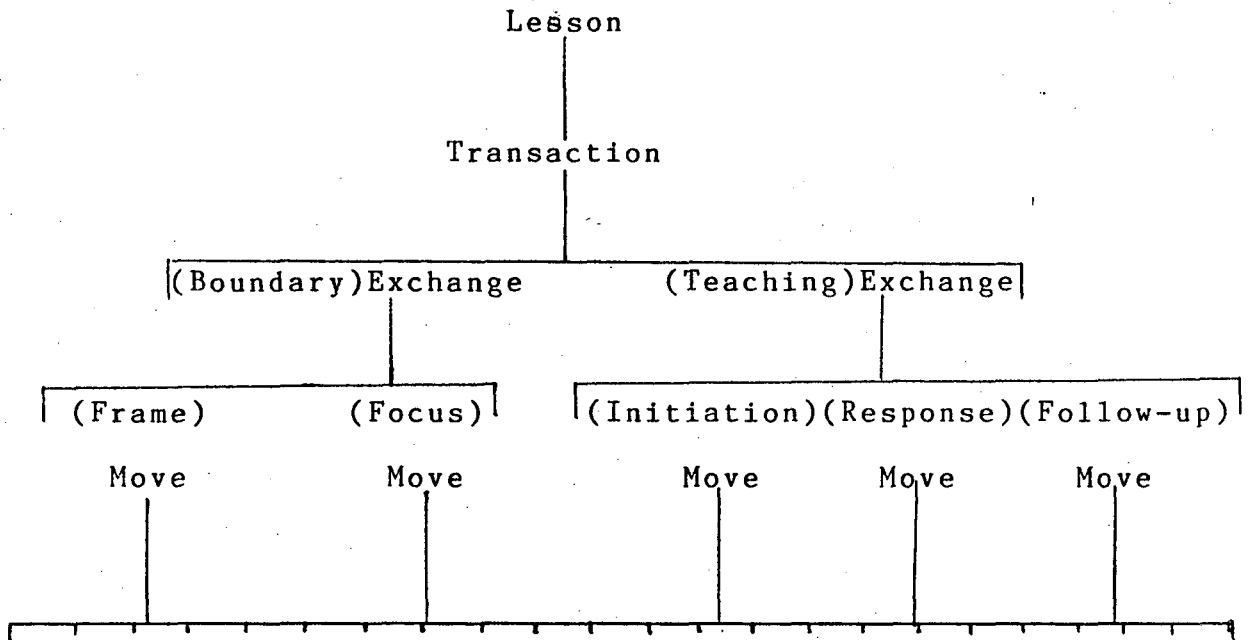 Lesson
Transaction
(Boundary)Exchange (Teaching)Exchange
(Frame) (Focus) (Initiation)(Response)(Follow-up)
Move Move Move Move Move